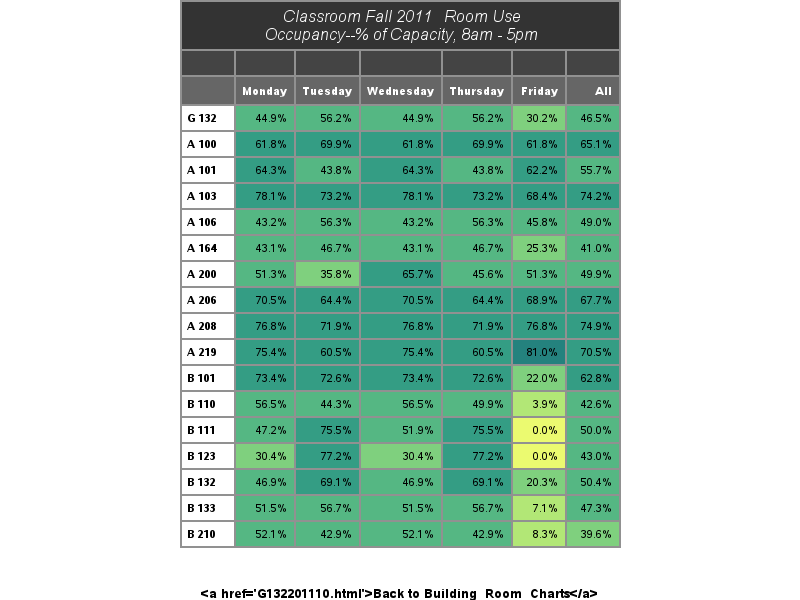 Classroom Fall 2011 Room Use
Occupancy--% of Capacity, 8am - 5pm
Monday Tuesday Wednesday Thursday Friday All
G 132 44.9% 56.2% 44.9% 56.2% 30.2% 46.5%
A 100 61.8% 69.9% 61.8% 69.9% 61.8% 65.1%
A 101 64.3% 43.8% 64.3% 43.8% 62.2% 55.7%
A 103 78.1% 73.2% 78.1% 73.2% 68.4% 74.2%
A 106 43.2% 56.3% 43.2% 56.3% 45.8% 49.0%
A 164 43.1% 46.7% 43.1% 46.7% 25.3% 41.0%
A 200 51.3% 35.8% 65.7% 45.6% 51.3% 49.9%
A 206 70.5% 64.4% 70.5% 64.4% 68.9% 67.7%
A 208 76.8% 71.9% 76.8% 71.9% 76.8% 74.9%
A 219 75.4% 60.5% 75.4% 60.5% 81.0% 70.5%
B 101 73.4% 72.6% 73.4% 72.6% 22.0% 62.8%
B 110 56.5% 44.3% 56.5% 49.9% 3.9% 42.6%
B 111 47.2% 75.5% 51.9% 75.5% 0.0% 50.0%
B 123 30.4% 77.2% 30.4% 77.2% 0.0% 43.0%
B 132 46.9% 69.1% 46.9% 69.1% 20.3% 50.4%
B 133 51.5% 56.7% 51.5% 56.7% 7.1% 47.3%
B 210 52.1% 42.9% 52.1% 42.9% 8.3% 39.6%
<a href='G132201110.html'>Back to Building_Room_Charts</a>